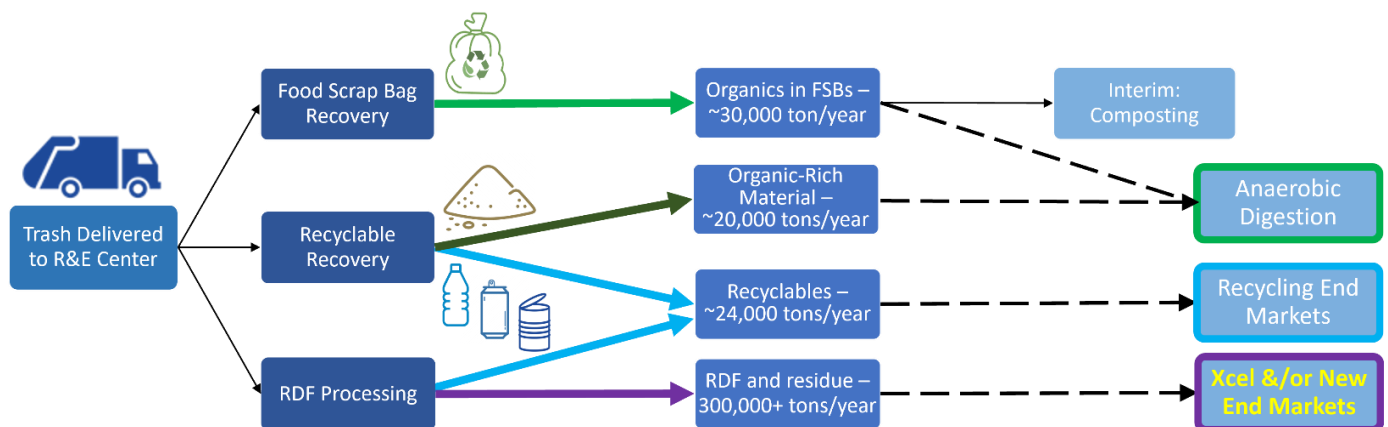 Food Scrap Bag
Recovery
Organics in FSBs –
~30,000 ton/year
Interim:
Composting
Trash Delivered
to R&E Center
Recyclable
Recovery
Organic-Rich
Material –
~20,000 tons/year
Anaerobic
Digestion
Recyclables –
~24,000 tons/year
Recycling End
Markets
RDF Processing
RDF and residue –
300,000+ tons/year
Xcel &/or New
End Markets